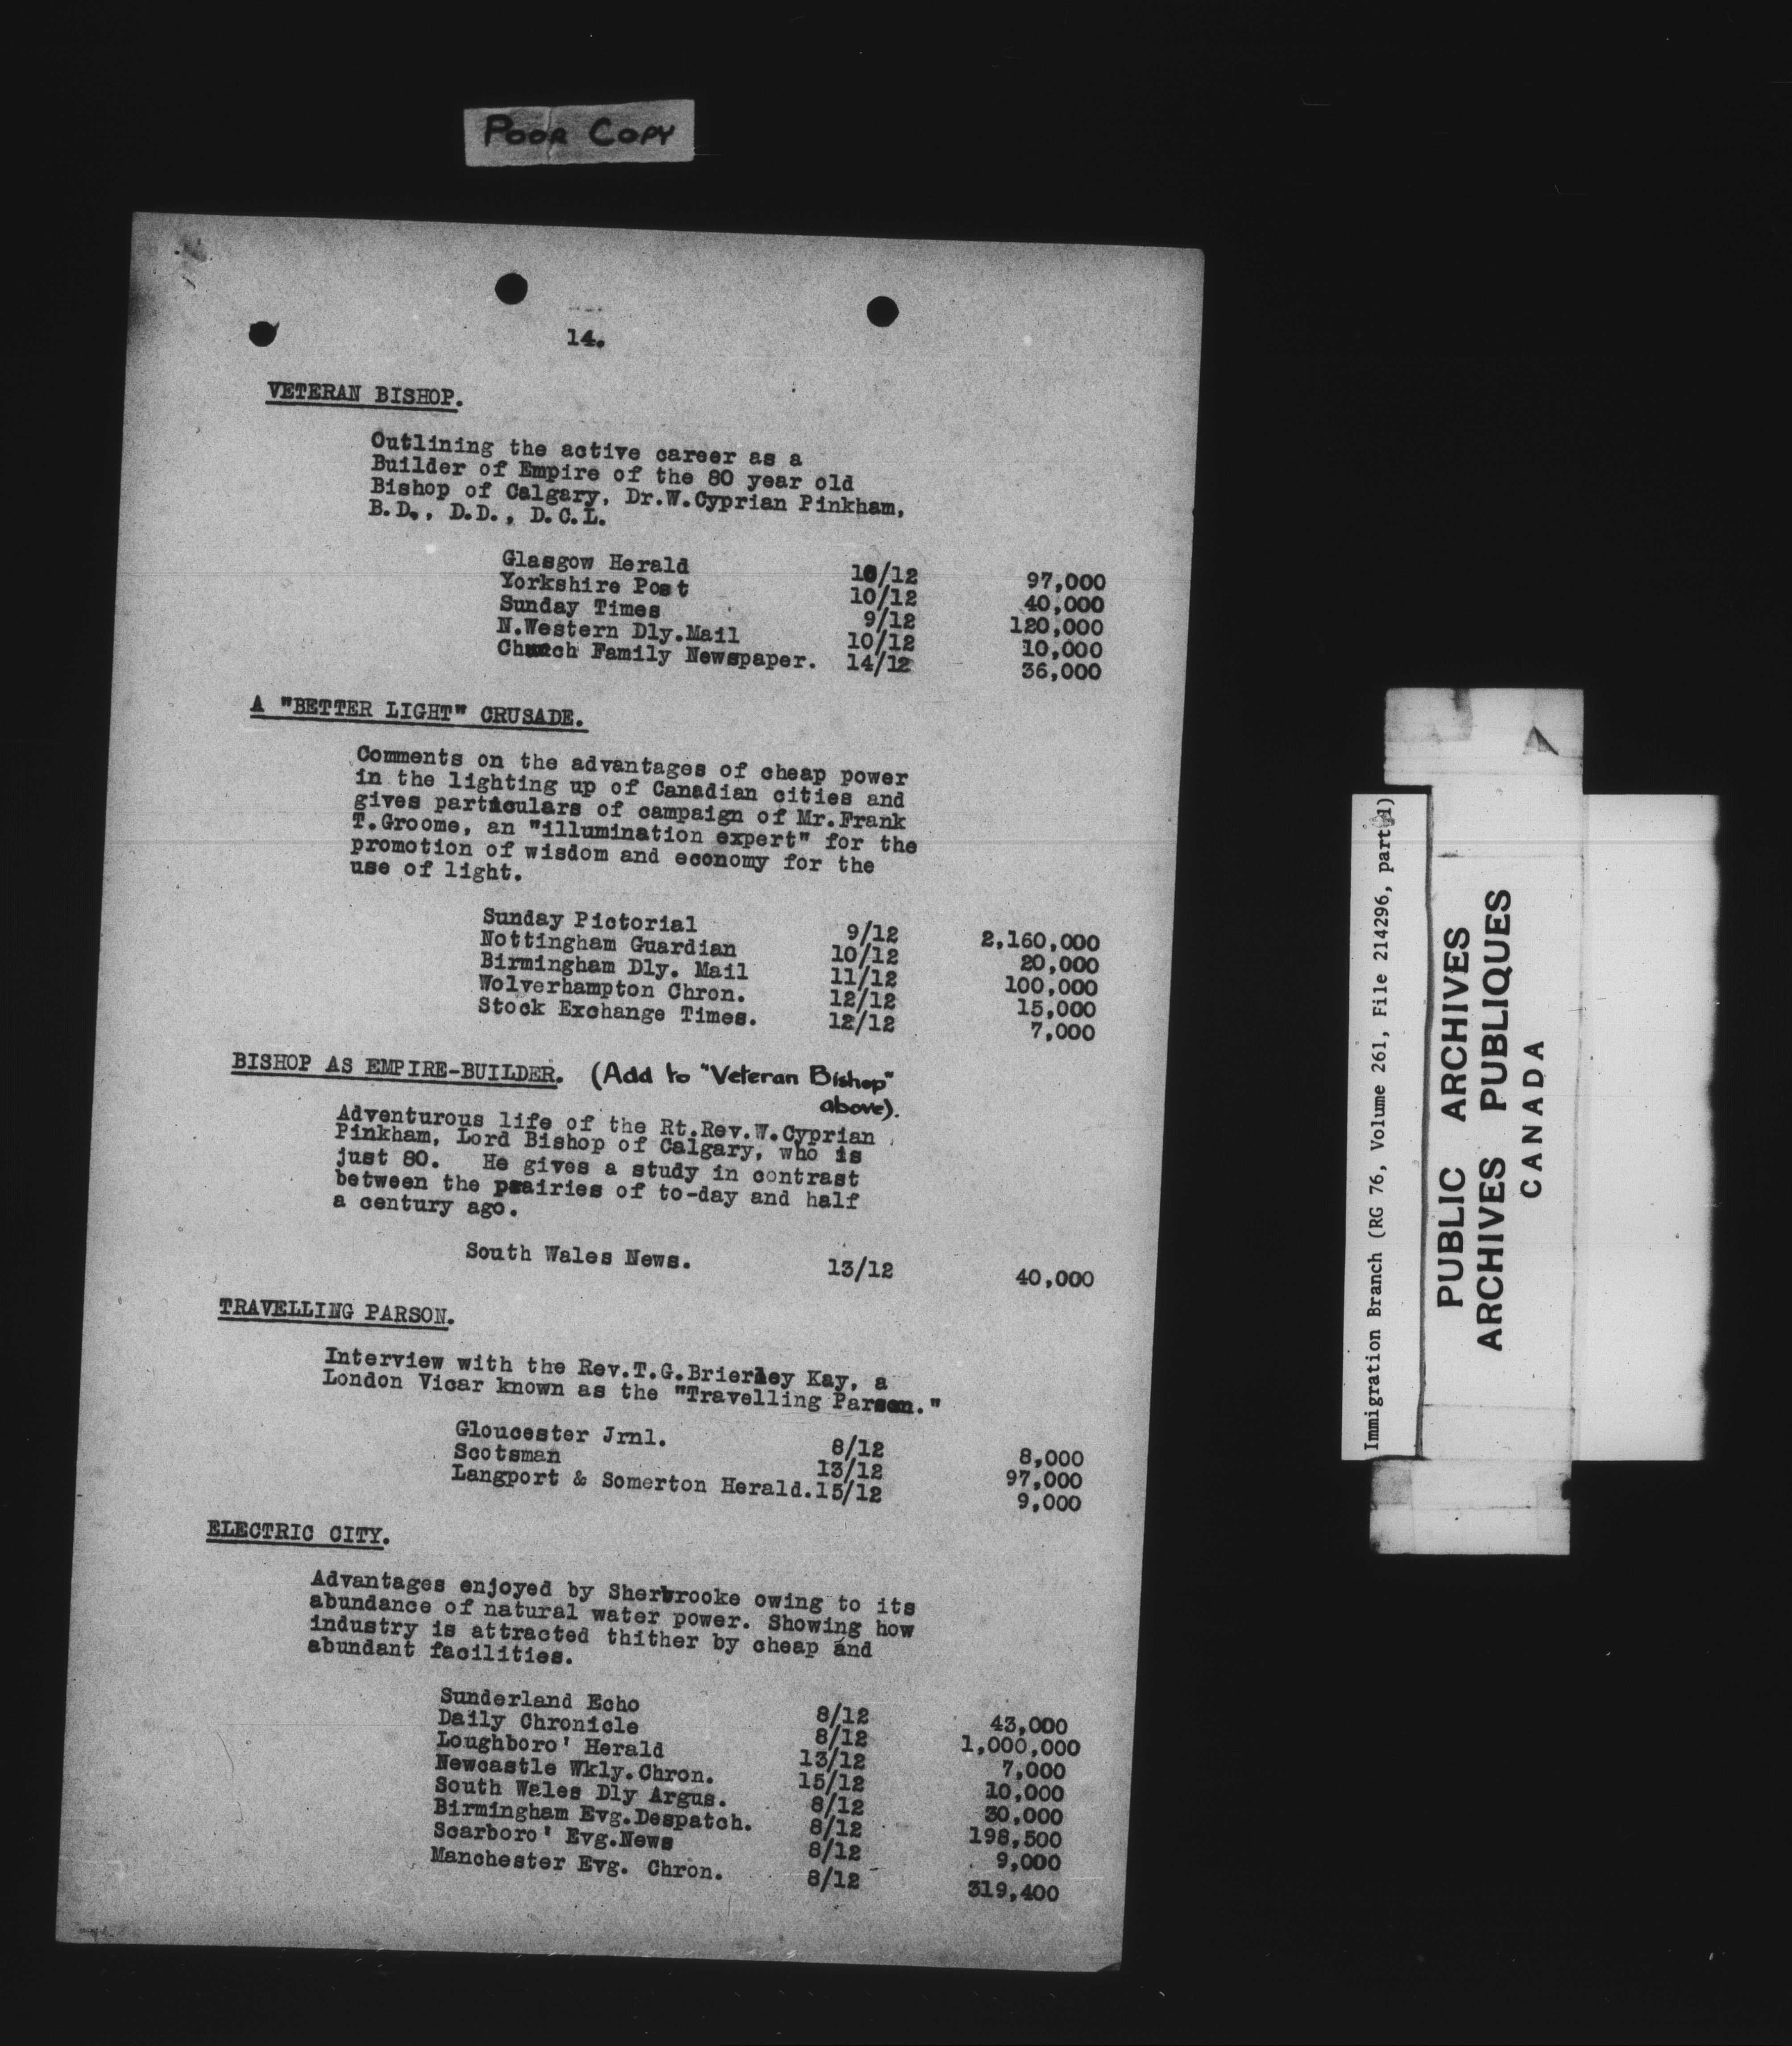 POOR COPY
14.
VETERAN BISHOP.
Outlining the active career as a
Builder of Empire of the 80 year old
Bishop of Calgary, Dr.W.Cyprian Pinkham,
B.D., D.D., D.C.L.
Glasgow Herald 10/12 97,000
Yorkshire Post 10/12 40,000
Sunday Times 9/12 120,000
N.Western Dly.Mail 10/12 10,000
Church Family Newspaper. 14/12 36,000
A "BETTER LIGHT" CRUSADE.
Comments on the advantages of cheap power
in the lighting up of Canadian cities and
gives particulars of campaign of Mr.Frank
T.Groome, an "illumination expert" for the
promotion of wisdom and economy for the
use of light.
Sunday Pictorial 9/12 2,160,000
Nottingham Guardian 10/12 20,000
Birmingham Dly. Mail 11/12 100,000
Wolverhampton Chron. 12/12 15,000
Stock Exchange Times. 12/12 7,000
BISHOP AS EMPIRE-BUILDER. (Add to "Veteran Bishop"
above).
Adventurous life of the Rt.Rev.W.Cyprian
Pinkham, Lord Bishop of Calgary, who is
just 80. He gives a study in contrast
between the prairies of to-day and half
a century ago.
South Wales News. 13/12 40,000
TRAVELLING PARSON.
Interview with the Rev.T.G.Brierley Kay, a
London Vicar known as the "Travelling Parson."
Gloucester Jrnl. 8/12 8,000
Scotsman 13/12 97,000
Langport & Somerton Herald. 15/12 9,000
ELECTRIC CITY.
Advantages enjoyed by Sherbrooke owing to its
abundance of natural water power. Showing how
industry is attracted thither by cheap and
abundant facilities.
Sunderland Echo 8/12 43,000
Daily Chronicle 8/12 1,000,000
Loughboro' Herald 13/12 7,000
Newcastle Wkly.Chron. 15/12 10,000
South Wales Dly Argus. 8/12 30,000
Birmingham Evg.Despatch. 8/12 198,500
Scarboro' Evg.News 8/12 9,000
Manchester Evg. Chron. 8/12 319,400
Immigration Branch (RG 76, Volume 261, File 214296, part 1)
PUBLIC ARCHIVES
ARCHIVES PUBLIQUES
CANADA